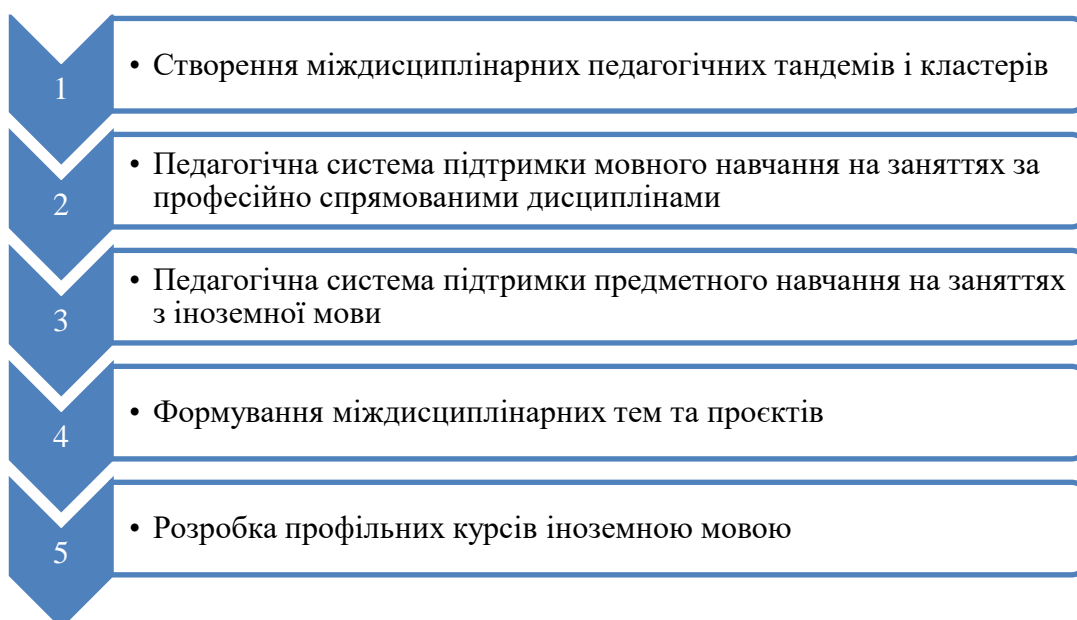 1
• Створення міждисциплінарних педагогічних тандемів і кластерів
2
• Педагогічна система підтримки мовного навчання на заняттях за
професійно спрямованими дисциплінами
3
• Педагогічна система підтримки предметного навчання на заняттях
з іноземної мови
4
• Формування міждисциплінарних тем та проєктів
5
• Розробка профільних курсів іноземною мовою